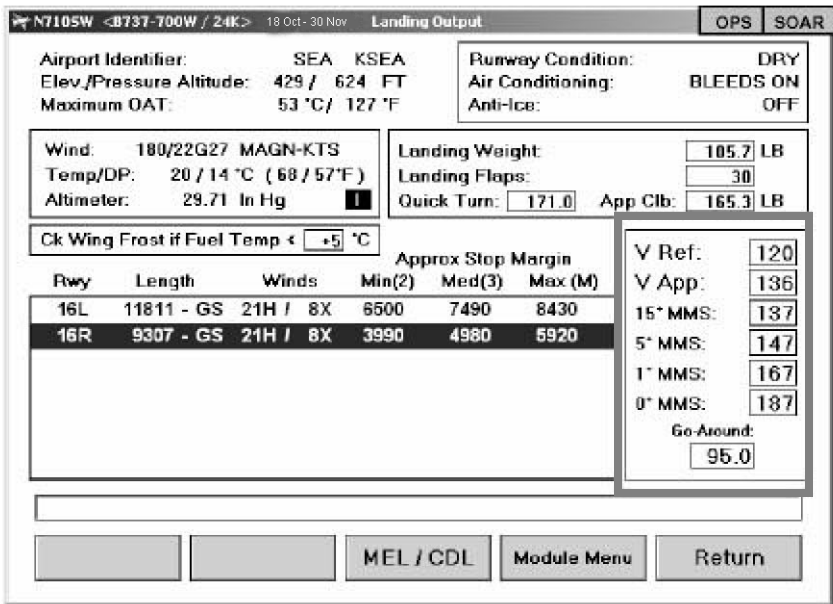 N710SW <B737-700W / 24K> 18 Oct - 30 Nov Landing Output OPS SOAR
Airport Identifier: SEA KSEA
Elev./Pressure Altitude: 429 / 624 FT
Maximum OAT: 53 °C/ 127 °F
Runway Condition: DRY
Air Conditioning: BLEEDS ON
Anti-Ice: OFF
Wind: 180/22G27 MAGN-KTS
Temp/DP: 20 / 14 °C ( 68 / 57°F )
Altimeter: 29.71 In Hg I
Landing Weight: 105.7 LB
Landing Flaps: 30
Quick Turn: 171.0 App Clb: 165.3 LB
Ck Wing Frost if Fuel Temp < +5 °C
Approx Stop Margin
Rwy Length Winds Min(2) Med(3) Max (M)
16L 11811 - GS 21H / 8X 6500 7490 8430
16R 9307 - GS 21H / 8X 3990 4980 5920
V Ref: 120
V App: 136
15° MMS: 137
5° MMS: 147
1° MMS: 167
0° MMS: 187
Go-Around:
95.0
MEL / CDL Module Menu Return